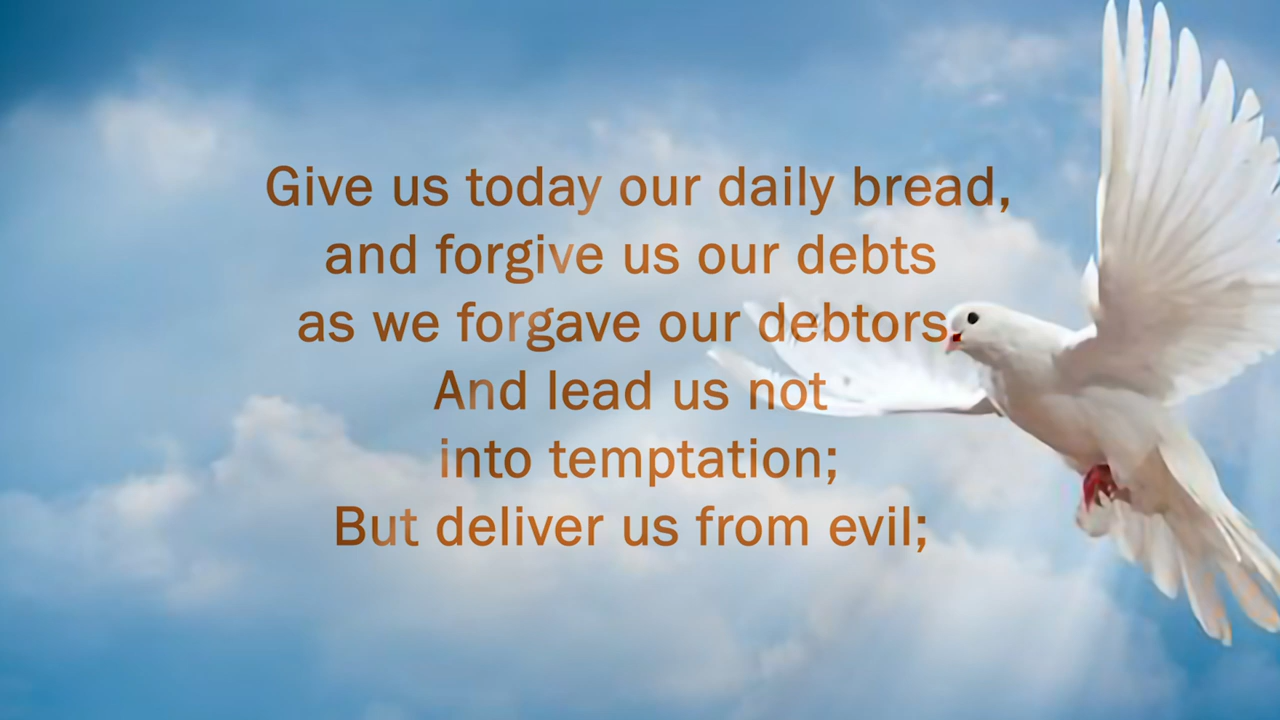 Give us today our daily bread,
and forgive us our debts
as we forgave our debtors.
And lead us not
into temptation;
But deliver us from evil;